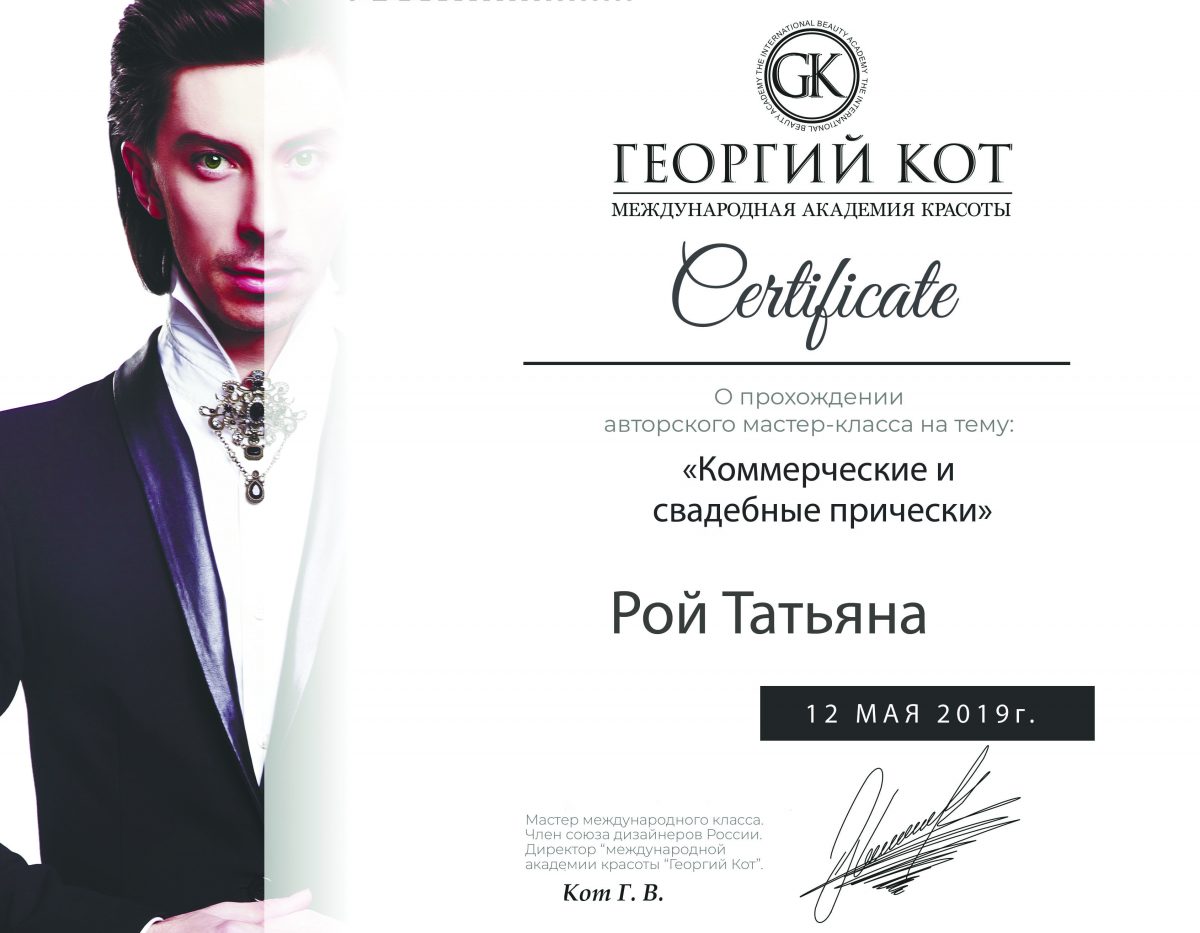 THE INTERNATIONAL BEAUTY ACADEMY THE INTERNATIONAL BEAUTY ACADEMY
GK
ГЕОРГИЙ КОТ
МЕЖДУНАРОДНАЯ АКАДЕМИЯ КРАСОТЫ
Certificate
О прохождении
авторского мастер-класса на тему:
«Коммерческие и
свадебные прически»
Рой Татьяна
12 МАЯ 2019г.
Мастер международного класса.
Член союза дизайнеров России.
Директор “международной
академии красоты “Георгий Кот”.
Кот Г. В.